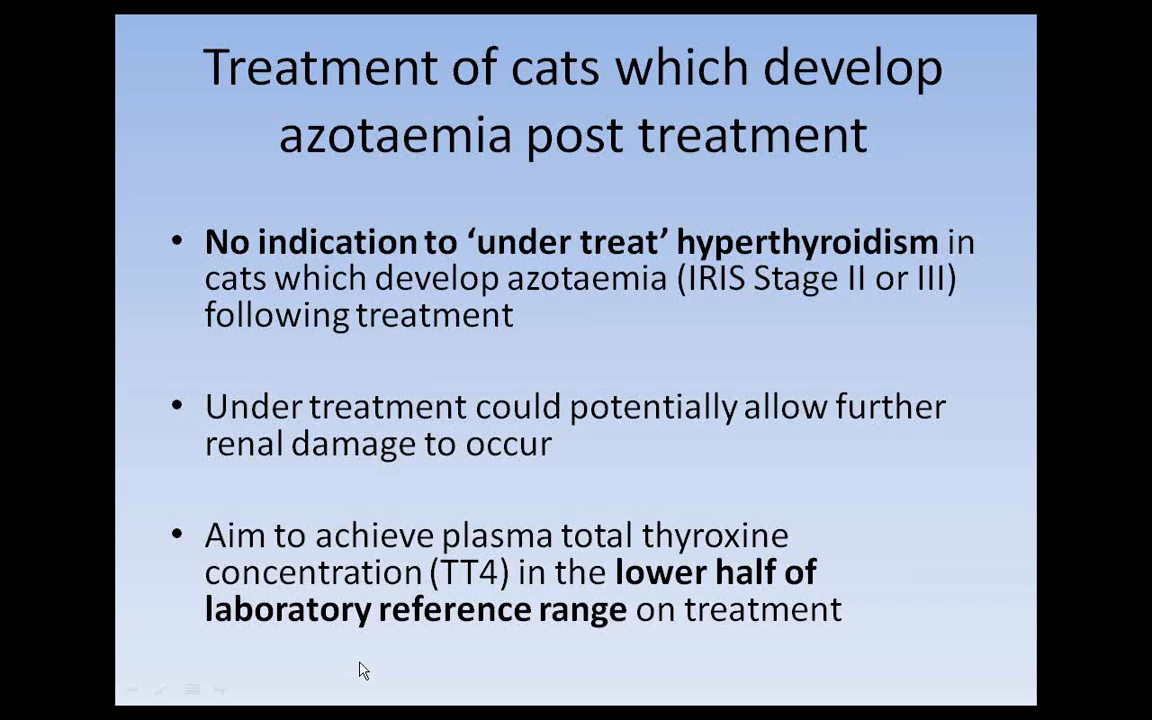 Treatment of cats which develop
azotaemia post treatment
• No indication to ‘under treat’ hyperthyroidism in
cats which develop azotaemia (IRIS Stage II or III)
following treatment
• Under treatment could potentially allow further
renal damage to occur
• Aim to achieve plasma total thyroxine
concentration (TT4) in the lower half of
laboratory reference range on treatment